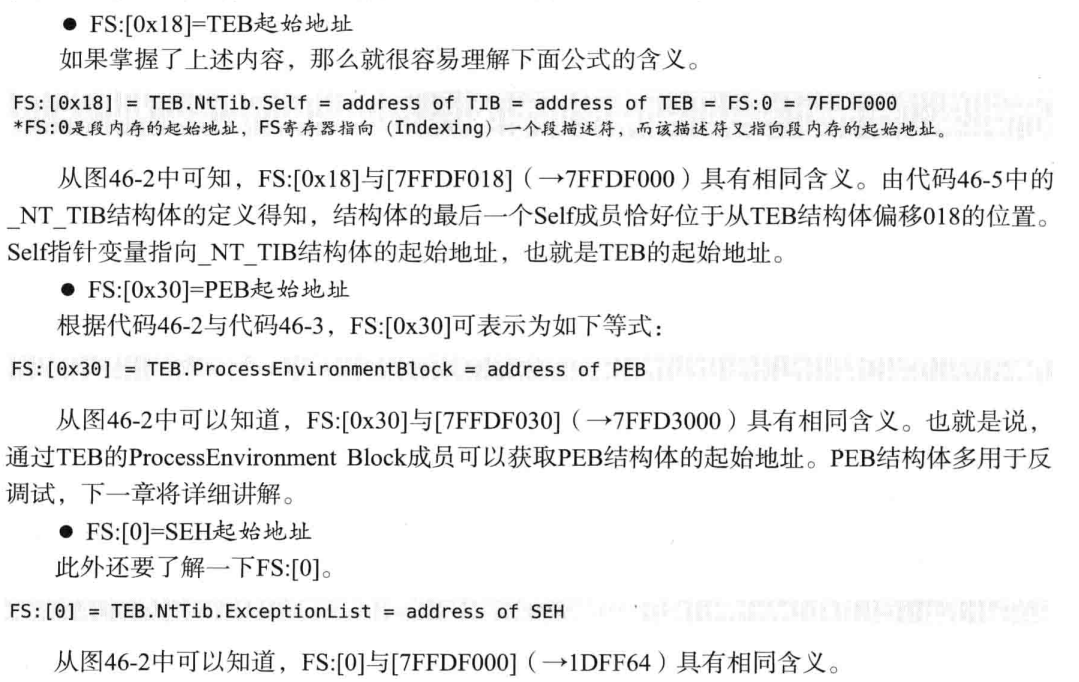 ● FS:[0x18]=TEB起始地址
如果掌握了上述内容，那么就很容易理解下面公式的含义。
FS:[0x18] = TEB.NtTib.Self = address of TIB = address of TEB = FS:0 = 7FFDF000
*FS:0是段内存的起始地址，FS寄存器指向（Indexing）一个段描述符，而该描述符又指向段内存的起始地址。
从图46-2中可知，FS:[0x18]与[7FFDF018]（→7FFDF000）具有相同含义。由代码46-5中的
_NT_TIB结构体的定义得知，结构体的最后一个Self成员恰好位于从TEB结构体偏移018的位置。
Self指针变量指向_NT_TIB结构体的起始地址，也就是TEB的起始地址。
● FS:[0x30]=PEB起始地址
根据代码46-2与代码46-3，FS:[0x30]可表示为如下等式：
FS:[0x30] = TEB.ProcessEnvironmentBlock = address of PEB
从图46-2中可以知道，FS:[0x30]与[7FFDF030]（→7FFD3000）具有相同含义。也就是说，
通过TEB的ProcessEnvironment Block成员可以获取PEB结构体的起始地址。PEB结构体多用于反
调试，下一章将详细讲解。
● FS:[0]=SEH起始地址
此外还要了解一下FS:[0]。
FS:[0] = TEB.NtTib.ExceptionList = address of SEH
从图46-2中可以知道，FS:[0]与[7FFDF000]（→1DFF64）具有相同含义。